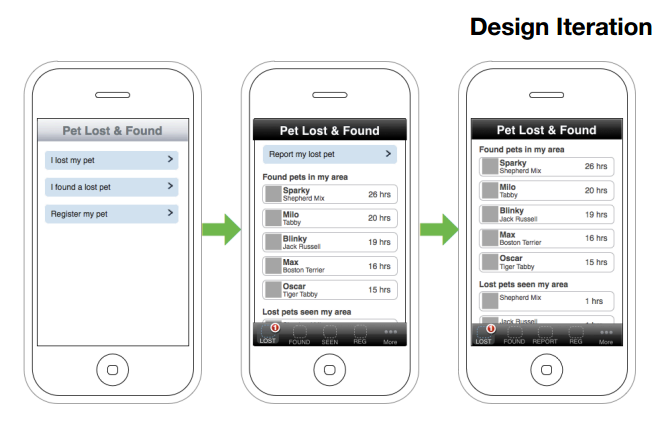 Design Iteration
Pet Lost & Found
I lost my pet
I found a lost pet
Register my pet
Pet Lost & Found
Report my lost pet
Found pets in my area
Sparky
Shepherd Mix
26 hrs
Milo
Tabby
20 hrs
Blinky
Jack Russell
19 hrs
Max
Boston Terrier
16 hrs
Oscar
Tiger Tabby
15 hrs
Lost pets seen my area
1
LOST FOUND SEEN REG More
Pet Lost & Found
Found pets in my area
Sparky
Shepherd Mix
26 hrs
Milo
Tabby
20 hrs
Blinky
Jack Russell
19 hrs
Max
Boston Terrier
16 hrs
Oscar
Tiger Tabby
15 hrs
Lost pets seen my area
Shepherd Mix
1 hrs
Jack Russell
1
LOST FOUND REPORT REG More